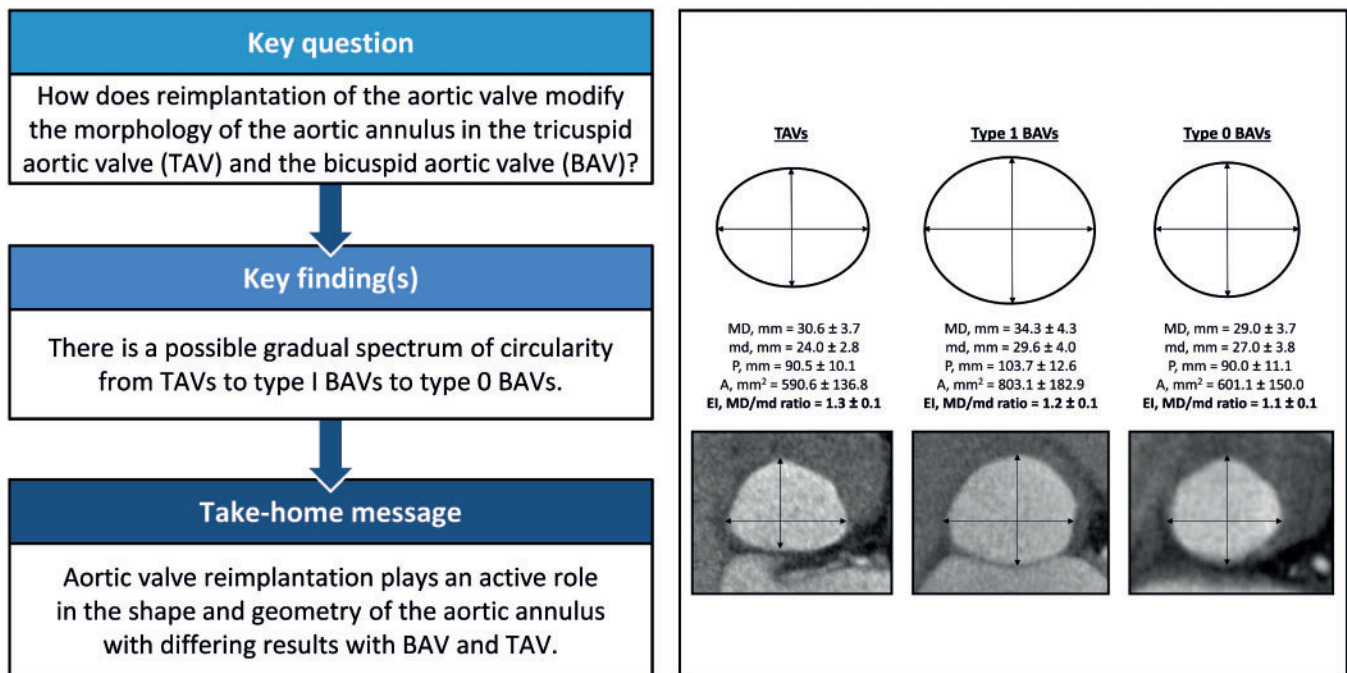 Key question
How does reimplantation of the aortic valve modify
the morphology of the aortic annulus in the tricuspid
aortic valve (TAV) and the bicuspid aortic valve (BAV)?
Key finding(s)
There is a possible gradual spectrum of circularity
from TAVs to type I BAVs to type 0 BAVs.
Take-home message
Aortic valve reimplantation plays an active role
in the shape and geometry of the aortic annulus
with differing results with BAV and TAV.
TAVs
MD, mm = 30.6 ± 3.7
md, mm = 24.0 ± 2.8
P, mm = 90.5 ± 10.1
A, mm² = 590.6 ± 136.8
EI, MD/md ratio = 1.3 ± 0.1
Type 1 BAVs
MD, mm = 34.3 ± 4.3
md, mm = 29.6 ± 4.0
P, mm = 103.7 ± 12.6
A, mm² = 803.1 ± 182.9
EI, MD/md ratio = 1.2 ± 0.1
Type 0 BAVs
MD, mm = 29.0 ± 3.7
md, mm = 27.0 ± 3.8
P, mm = 90.0 ± 11.1
A, mm² = 601.1 ± 150.0
EI, MD/md ratio = 1.1 ± 0.1